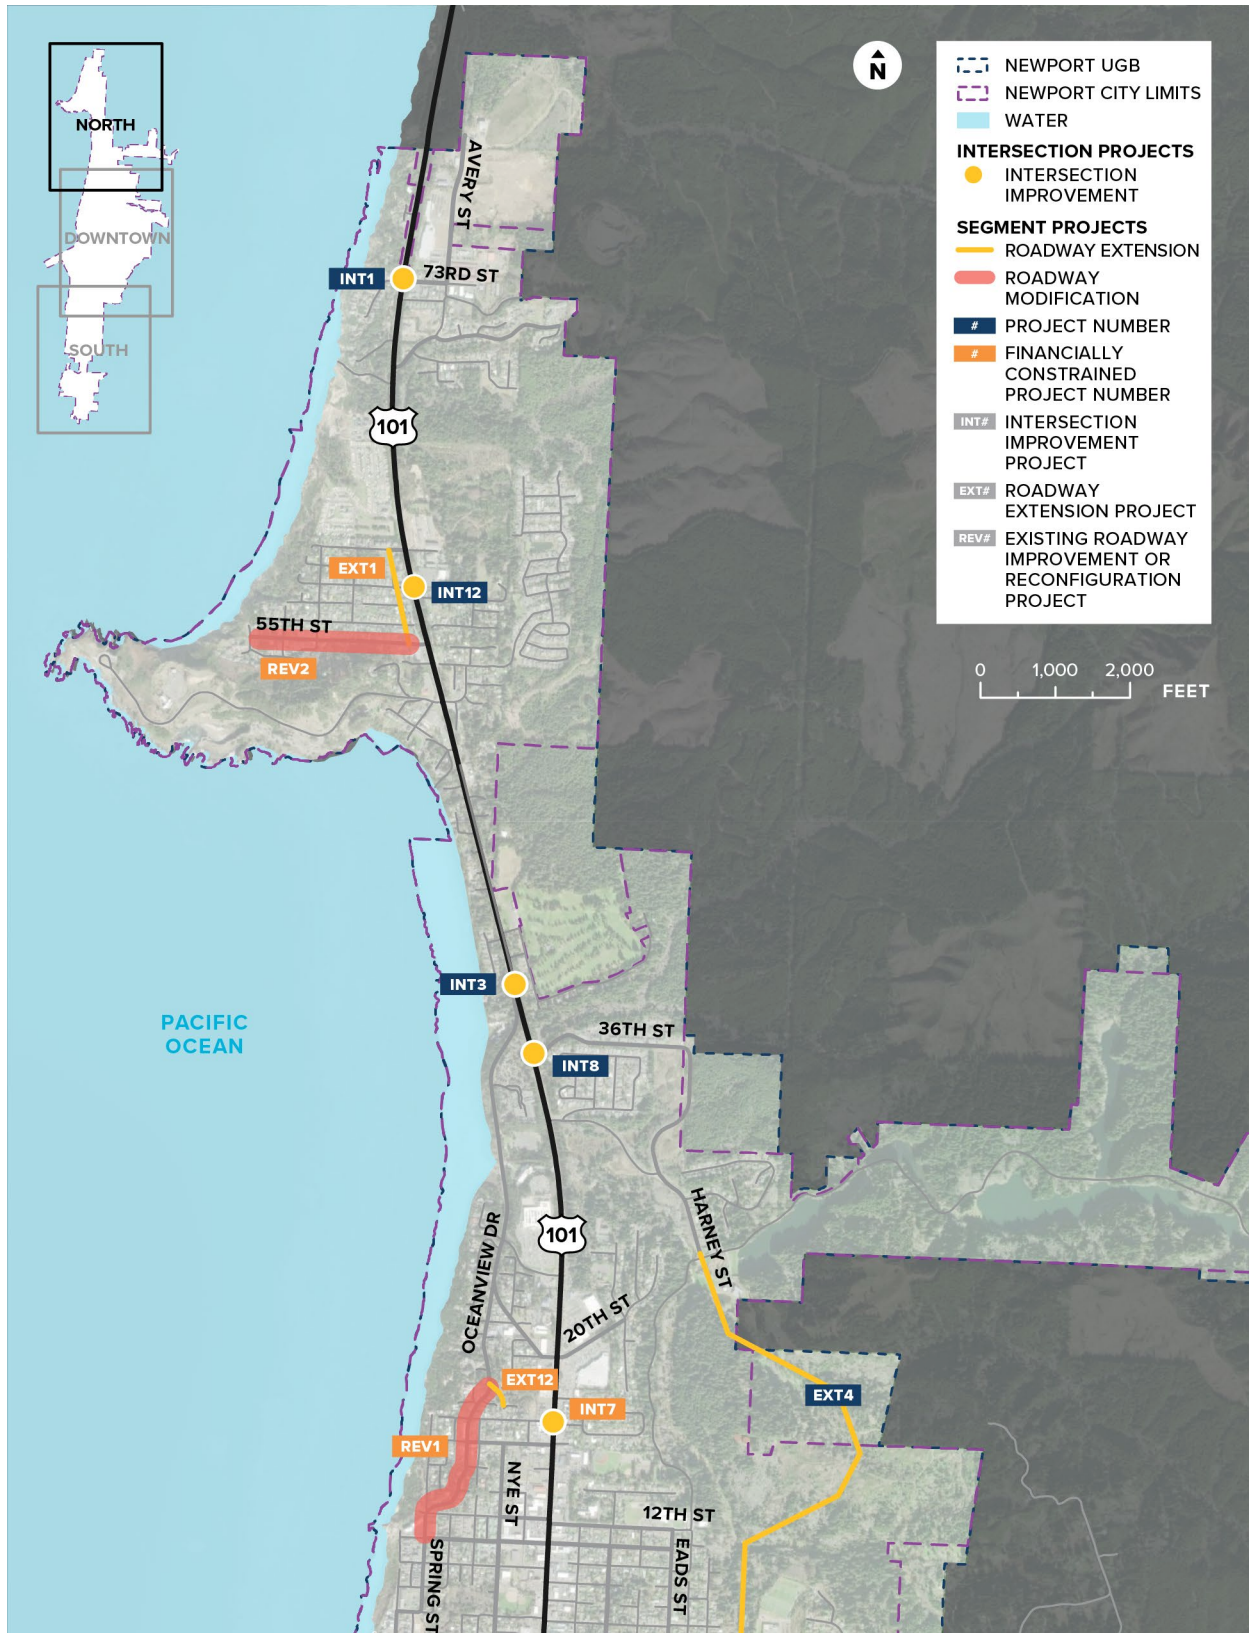 NORTH
DOWNTOWN
SOUTH
N
NEWPORT UGB
NEWPORT CITY LIMITS
WATER
INTERSECTION PROJECTS
INTERSECTION
IMPROVEMENT
SEGMENT PROJECTS
ROADWAY EXTENSION
ROADWAY
MODIFICATION
# PROJECT NUMBER
# FINANCIALLY
CONSTRAINED
PROJECT NUMBER
INT# INTERSECTION
IMPROVEMENT
PROJECT
EXT# ROADWAY
EXTENSION PROJECT
REV# EXISTING ROADWAY
IMPROVEMENT OR
RECONFIGURATION
PROJECT
0 1,000 2,000
FEET
AVERY ST
INT1
73RD ST
101
EXT1
INT12
55TH ST
REV2
INT3
PACIFIC
OCEAN
36TH ST
INT8
HARNEY ST
OCEANVIEW DR
101
20TH ST
EXT12
EXT4
INT7
REV1
NYE ST
12TH ST
SPRING ST
EADS ST